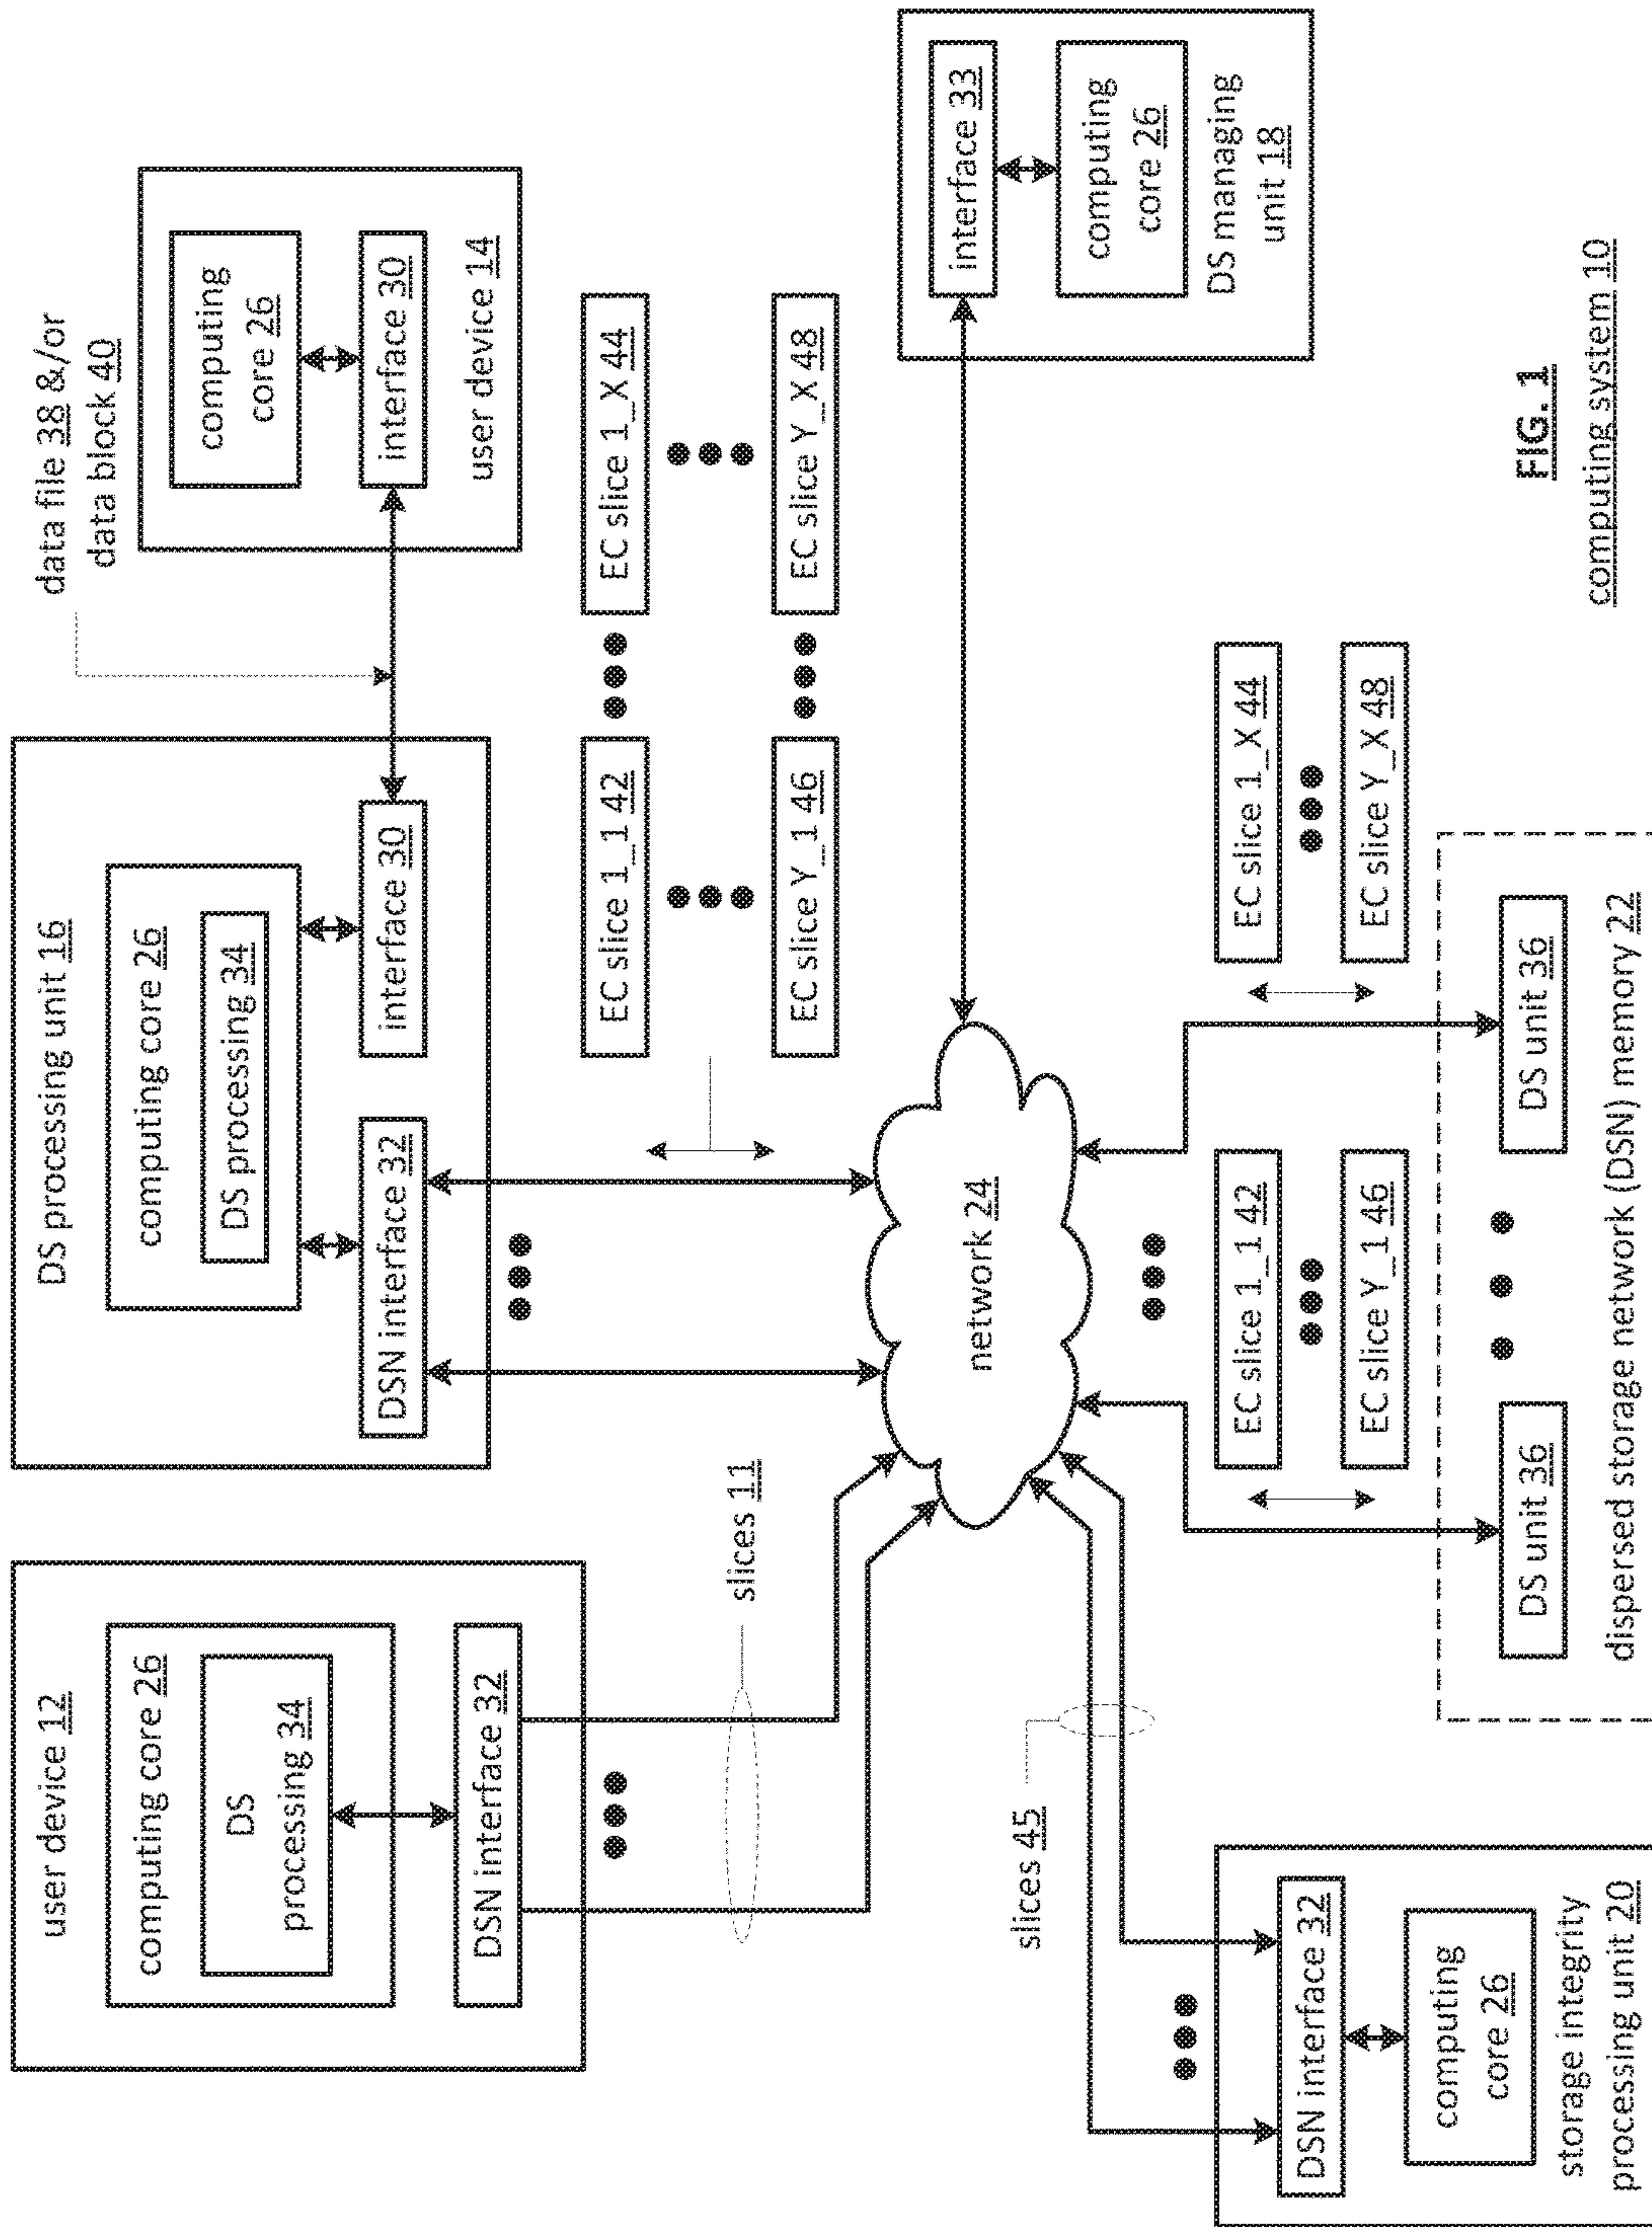 user device 12
computing core 26
DS
processing 34
DSN interface 32
slices 11
DS processing unit 16
computing core 26
DS processing 34
DSN interface 32
interface 30
data file 38 &/or
data block 40
computing
core 26
interface 30
user device 14
EC slice 1_1 42
EC slice 1_X 44
EC slice Y_1 46
EC slice Y_X 48
network 24
interface 33
computing
core 26
DS managing
unit 18
slices 45
DSN interface 32
computing
core 26
storage integrity
processing unit 20
EC slice 1_1 42
EC slice Y_1 46
EC slice 1_X 44
EC slice Y_X 48
DS unit 36
DS unit 36
dispersed storage network (DSN) memory 22
FIG. 1
computing system 10